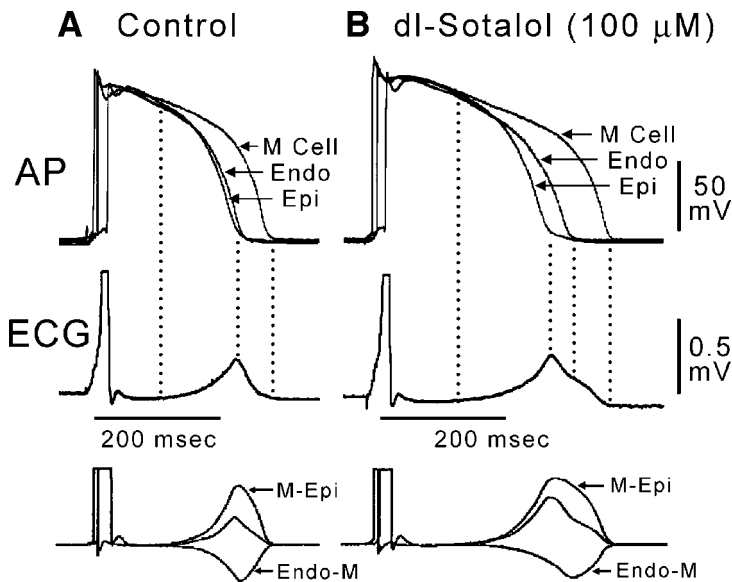 A Control
B dl-Sotalol (100 μM)
AP
M Cell
Endo
Epi
M Cell
Endo
Epi
50
mV
ECG
0.5
mV
200 msec
200 msec
M-Epi
Endo-M
M-Epi
Endo-M